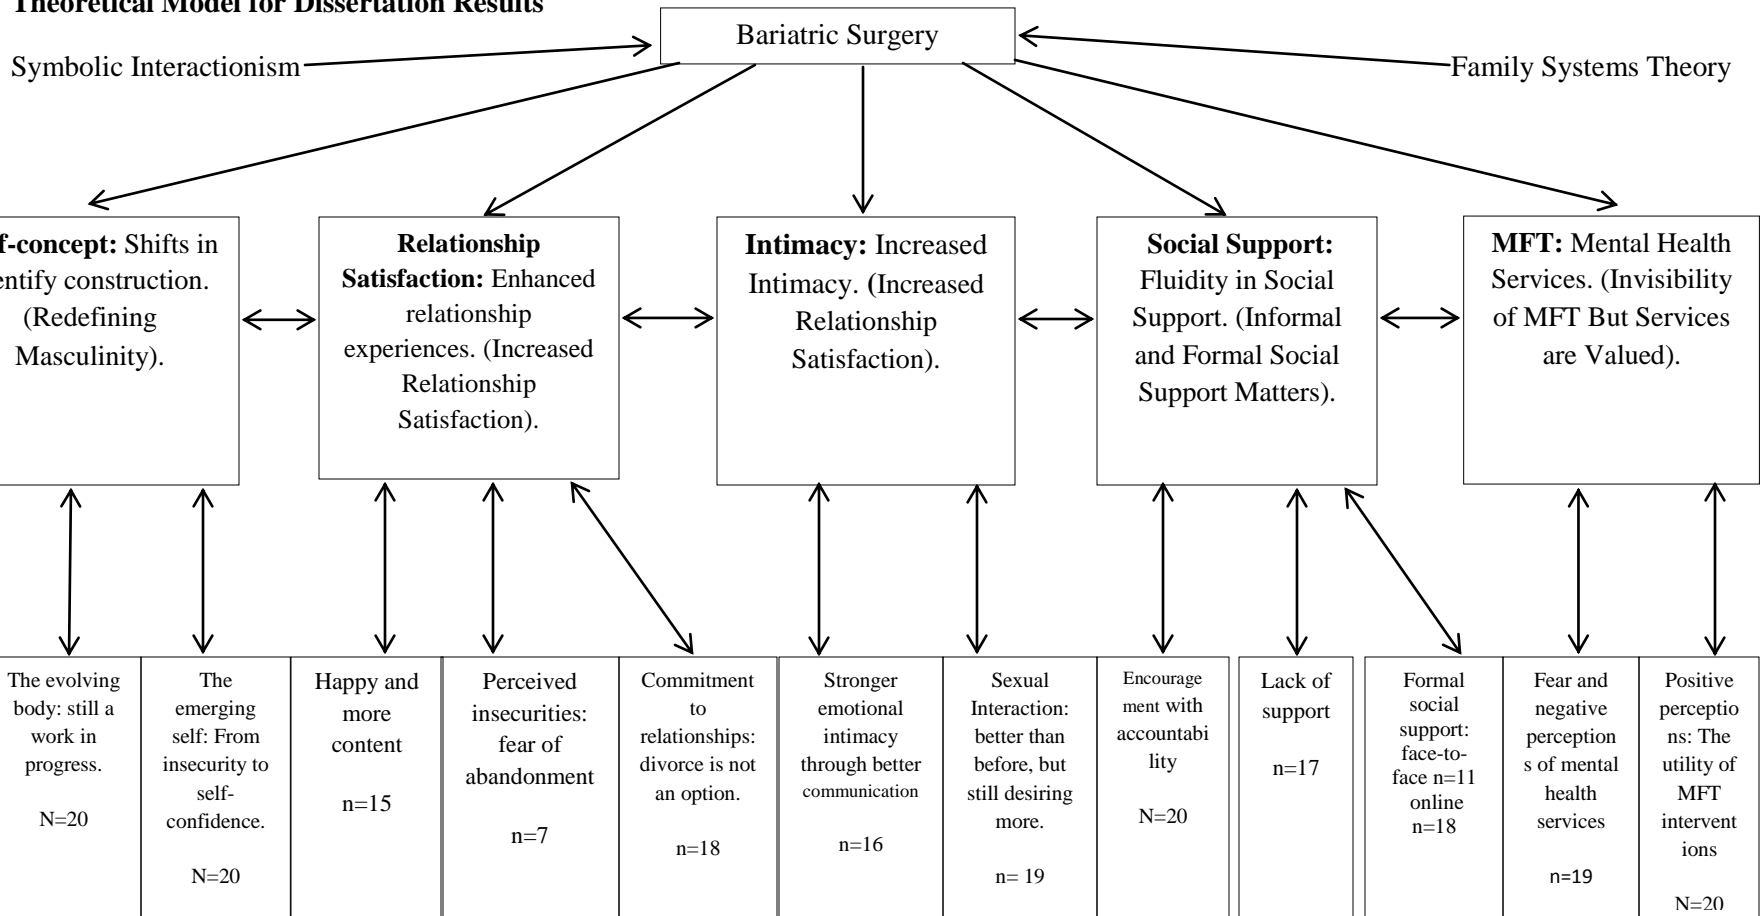 Theoretical Model for Dissertation Results
Bariatric Surgery
Symbolic Interactionism
Family Systems Theory
f-concept: Shifts in
entify construction.
(Redefining
Masculinity).
Relationship
Satisfaction: Enhanced
relationship
experiences. (Increased
Relationship
Satisfaction).
Intimacy: Increased
Intimacy. (Increased
Relationship
Satisfaction).
Social Support:
Fluidity in Social
Support. (Informal
and Formal Social
Support Matters).
MFT: Mental Health
Services. (Invisibility
of MFT But Services
are Valued).
The evolving
body: still a
work in
progress.
N=20
The
emerging
self: From
insecurity to
self-
confidence.
N=20
Happy and
more
content
n=15
Perceived
insecurities:
fear of
abandonment
n=7
Commitment
to
relationships:
divorce is not
an option.
n=18
Stronger
emotional
intimacy
through better
communication
n=16
Sexual
Interaction:
better than
before, but
still desiring
more.
n= 19
Encourage
ment with
accountabi
lity
N=20
Lack of
support
n=17
Formal
social
support:
face-to-
face n=11
online
n=18
Fear and
negative
perception
s of mental
health
services
n=19
Positive
perceptio
ns: The
utility of
MFT
intervent
ions
N=20